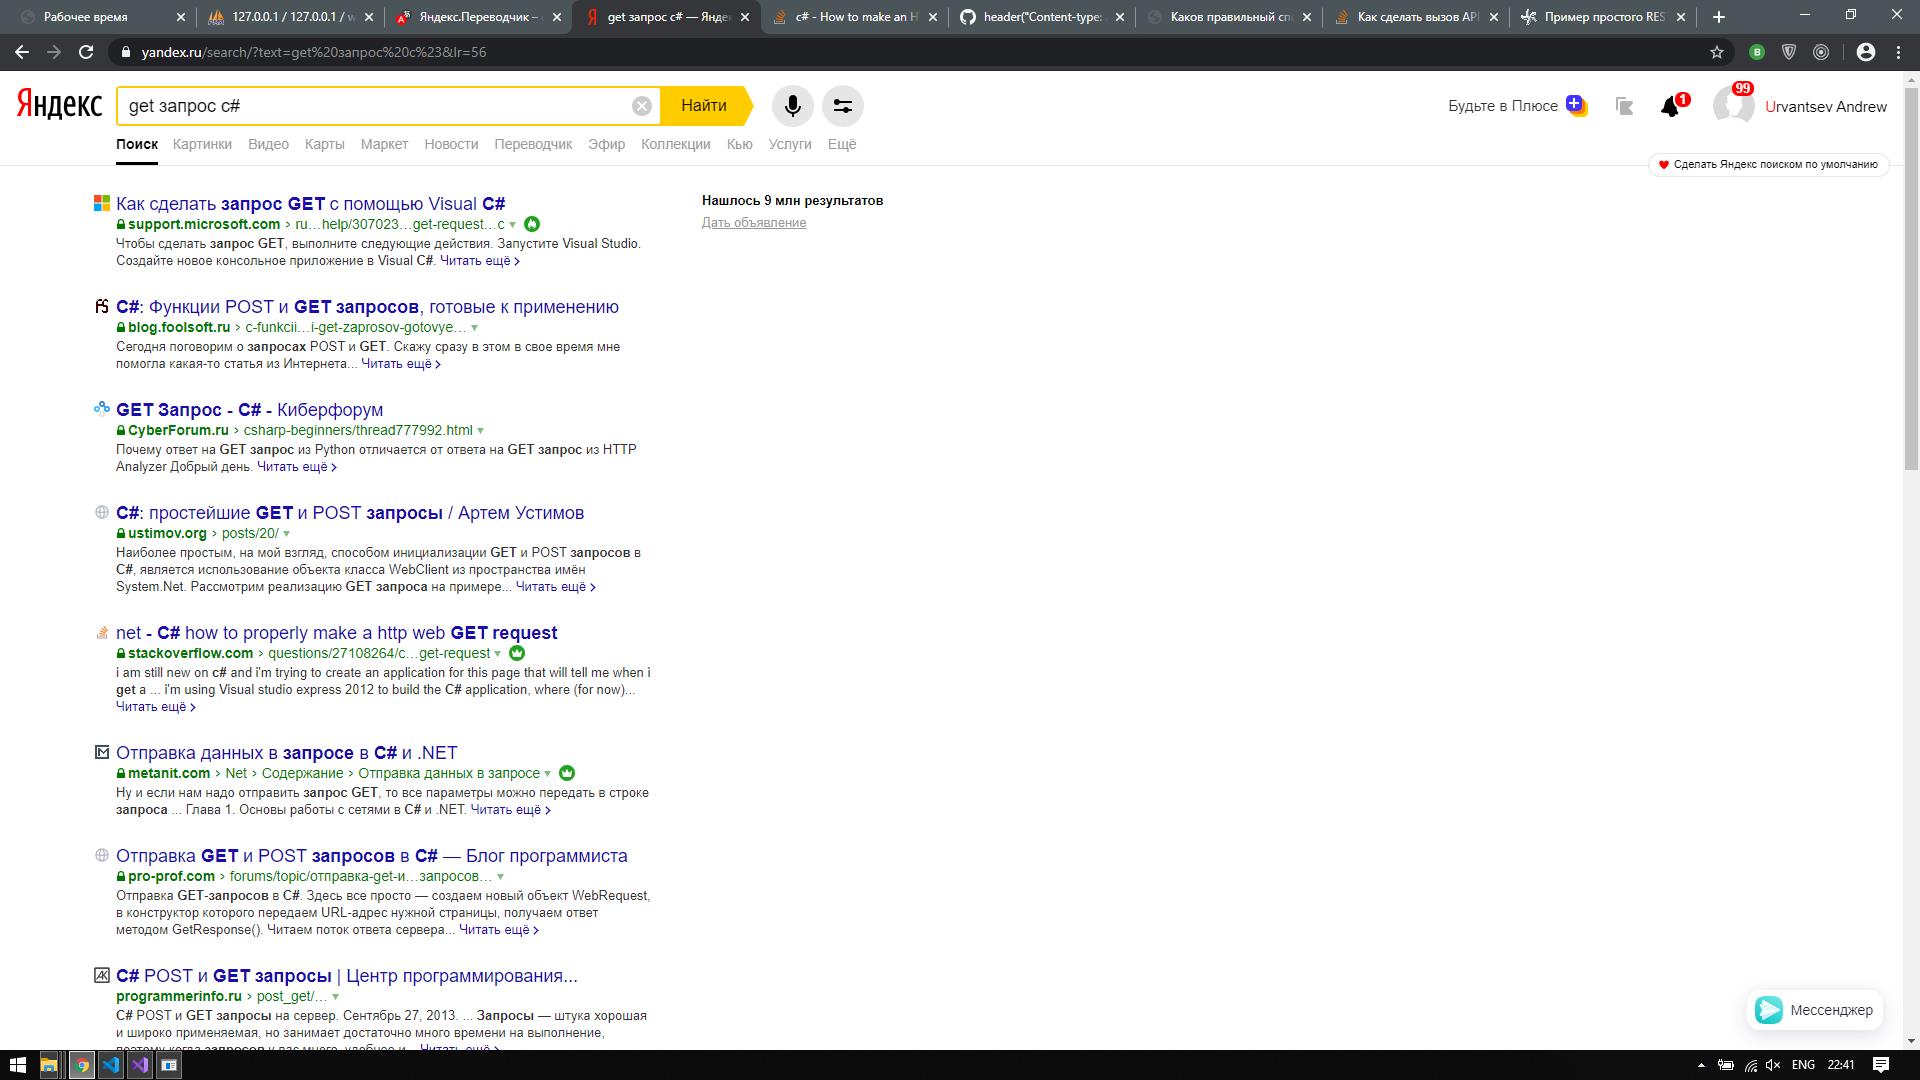 Рабочее время
127.0.0.1 / 127.0.0.1 / w
Яндекс.Переводчик –
get запрос c# — Яндек
c# - How to make an H
header("Content-type:
Каков правильный спо
Как сделать вызов API
Пример простого RES
yandex.ru/search/?text=get%20запрос%20c%23&lr=56
Яндекс
get запрос c#
Найти
Будьте в Плюсе
1
99
Urvantsev Andrew
Поиск Картинки Видео Карты Маркет Новости Переводчик Эфир Коллекции Кью Услуги Ещё
Сделать Яндекс поиском по умолчанию
Нашлось 9 млн результатов
Дать объявление
Как сделать запрос GET с помощью Visual C#
support.microsoft.com › ru…help/307023…get-request…c
Чтобы сделать запрос GET, выполните следующие действия. Запустите Visual Studio.
Создайте новое консольное приложение в Visual C#. Читать ещё ›
C#: Функции POST и GET запросов, готовые к применению
blog.foolsoft.ru › c-funkcii…i-get-zaprosov-gotovye…
Сегодня поговорим о запросах POST и GET. Скажу сразу в этом в свое время мне
помогла какая-то статья из Интернета... Читать ещё ›
GET Запрос - C# - Киберфорум
CyberForum.ru › csharp-beginners/thread777992.html
Почему ответ на GET запрос из Python отличается от ответа на GET запрос из HTTP
Analyzer Добрый день. Читать ещё ›
C#: простейшие GET и POST запросы / Артем Устимов
ustimov.org › posts/20/
Наиболее простым, на мой взгляд, способом инициализации GET и POST запросов в
C#, является использование объекта класса WebClient из пространства имён
System.Net. Рассмотрим реализацию GET запроса на примере... Читать ещё ›
net - C# how to properly make a http web GET request
stackoverflow.com › questions/27108264/c…get-request
i am still new on c# and i'm trying to create an application for this page that will tell me when i
get a ... i'm using Visual studio express 2012 to build the C# application, where (for now)...
Читать ещё ›
Отправка данных в запросе в C# и .NET
metanit.com › Net › Содержание › Отправка данных в запросе
Ну и если нам надо отправить запрос GET, то все параметры можно передать в строке
запроса ... Глава 1. Основы работы с сетями в C# и .NET. Читать ещё ›
Отправка GET и POST запросов в C# — Блог программиста
pro-prof.com › forums/topic/отправка-get-и…запросов…
Отправка GET-запросов в C#. Здесь все просто — создаем новый объект WebRequest,
в конструктор которого передаем URL-адрес нужной страницы, получаем ответ
методом GetResponse(). Читаем поток ответа сервера... Читать ещё ›
C# POST и GET запросы | Центр программирования...
programmerinfo.ru › post_get/…
C# POST и GET запросы на сервер. Сентябрь 27, 2013. ... Запросы — штука хорошая
и широко применяемая, но занимает достаточно много времени на выполнение,
поэтому когда запросов у вас много, удобнее и... Читать ещё ›
Мессенджер
ENG
22:41